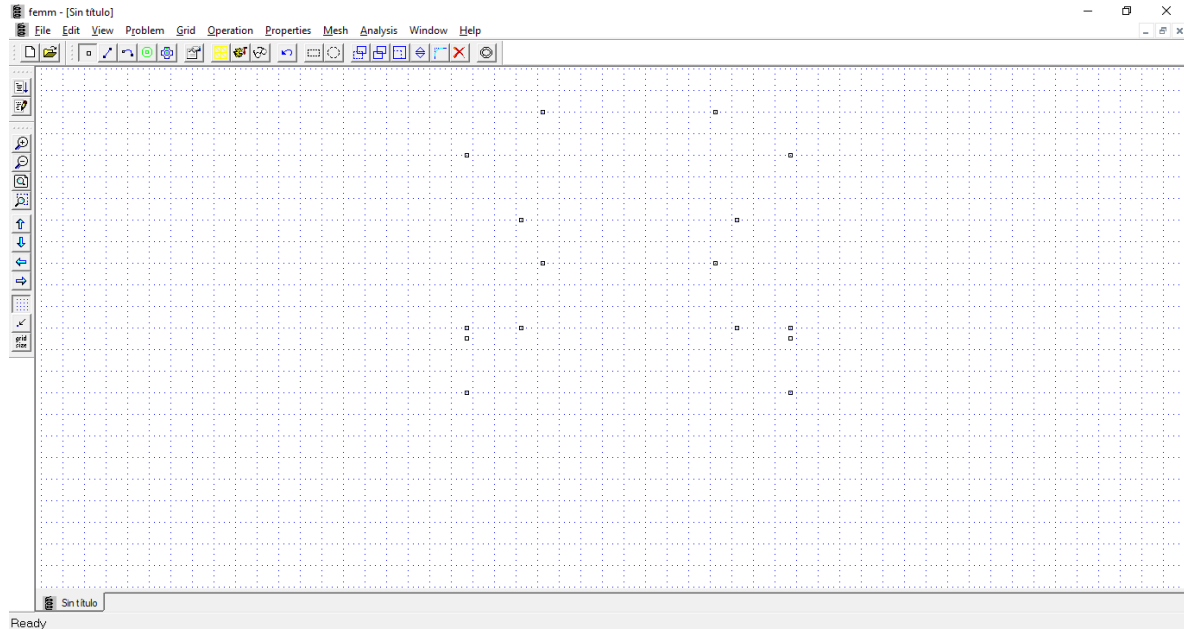 femm - [Sin título]
File Edit View Problem Grid Operation Properties Mesh Analysis Window Help
grid
size
Sin título
Ready